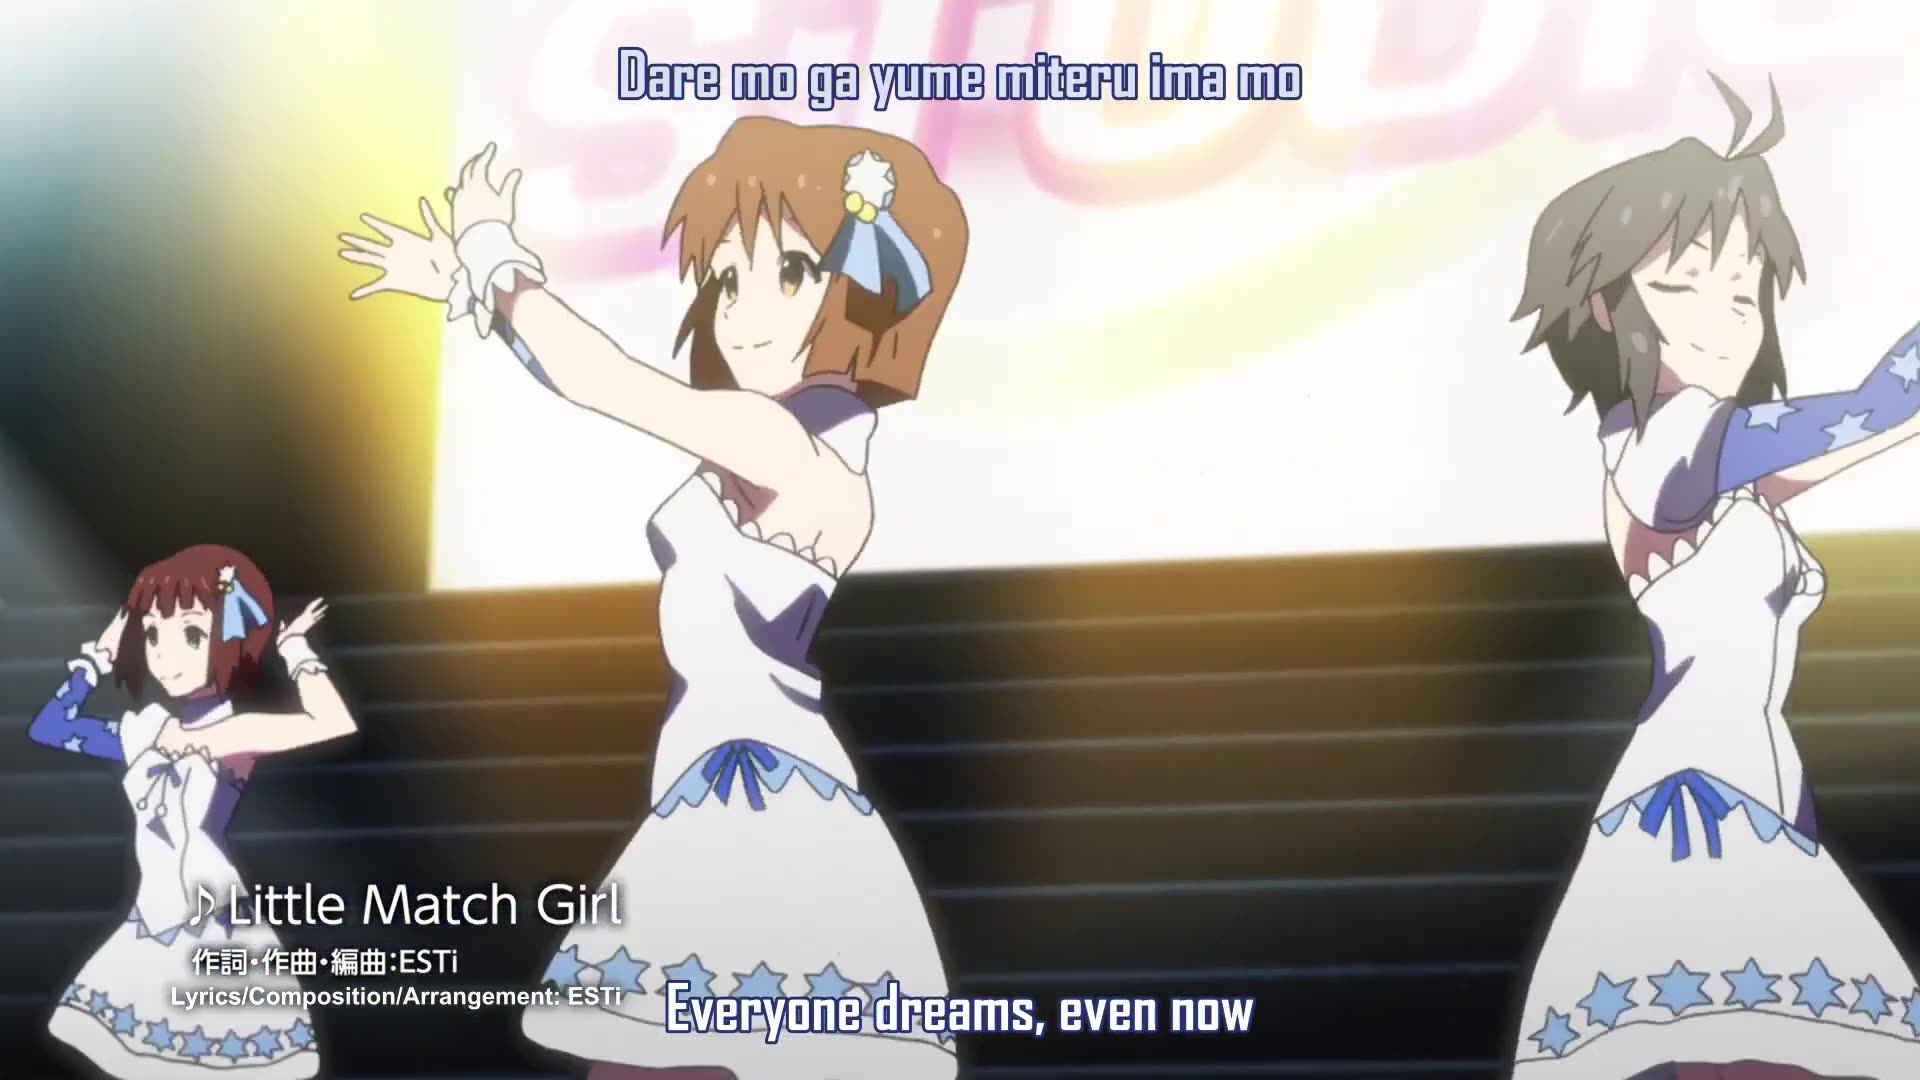 STUDI
Dare mo ga yume miteru ima mo
♪Little Match Girl
作詞・作曲・編曲：ESTi
Lyrics/Composition/Arrangement: ESTi
Everyone dreams, even now